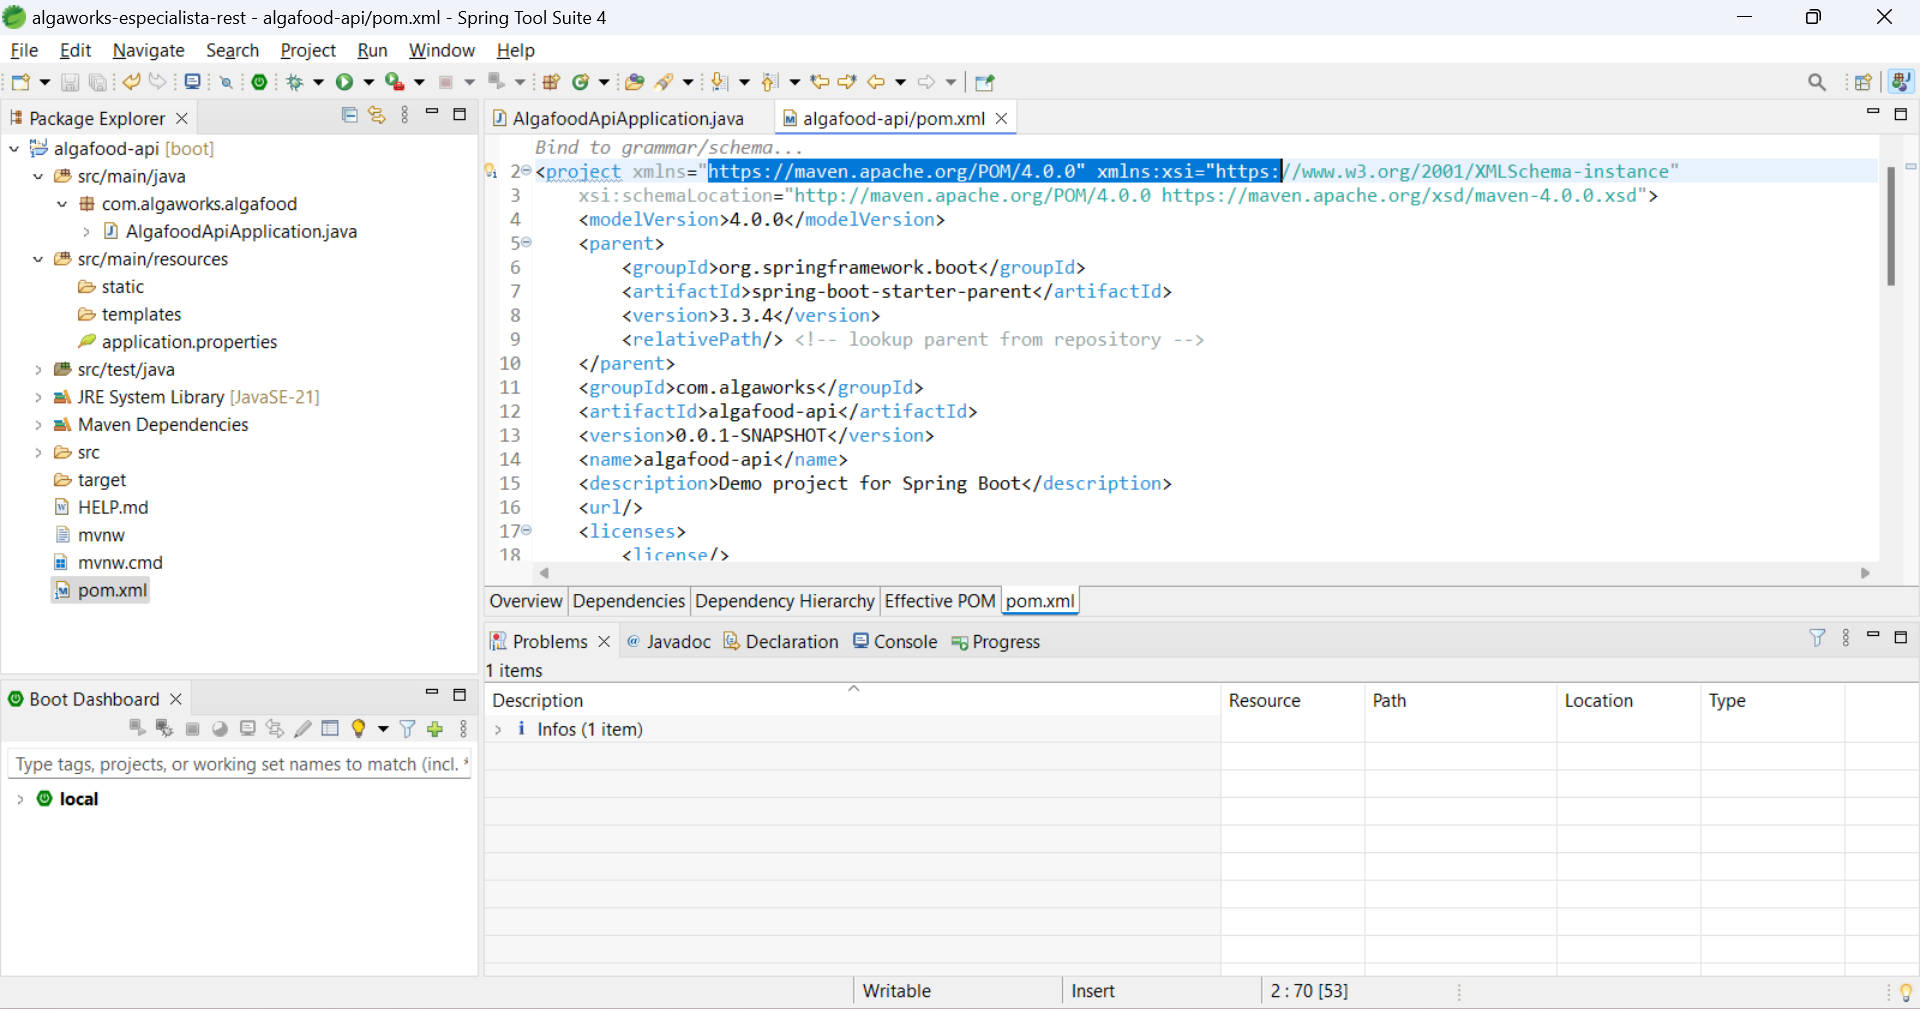 algaworks-especialista-rest - algafood-api/pom.xml - Spring Tool Suite 4
File Edit Navigate Search Project Run Window Help
Package Explorer
algafood-api [boot]
src/main/java
com.algaworks.algafood
AlgafoodApiApplication.java
src/main/resources
static
templates
application.properties
src/test/java
JRE System Library [JavaSE-21]
Maven Dependencies
src
target
HELP.md
mvnw
mvnw.cmd
pom.xml
AlgafoodApiApplication.java algafood-api/pom.xml
Bind to grammar/schema...
2 <project xmlns="https://maven.apache.org/POM/4.0.0" xmlns:xsi="https://www.w3.org/2001/XMLSchema-instance"
3 xsi:schemaLocation="http://maven.apache.org/POM/4.0.0 https://maven.apache.org/xsd/maven-4.0.0.xsd">
4 <modelVersion>4.0.0</modelVersion>
5 <parent>
6 <groupId>org.springframework.boot</groupId>
7 <artifactId>spring-boot-starter-parent</artifactId>
8 <version>3.3.4</version>
9 <relativePath/> <!-- lookup parent from repository -->
10 </parent>
11 <groupId>com.algaworks</groupId>
12 <artifactId>algafood-api</artifactId>
13 <version>0.0.1-SNAPSHOT</version>
14 <name>algafood-api</name>
15 <description>Demo project for Spring Boot</description>
16 <url/>
17 <licenses>
18 <license/>
Overview Dependencies Dependency Hierarchy Effective POM pom.xml
Problems Javadoc Declaration Console Progress
1 items
Description Resource Path Location Type
Infos (1 item)
Boot Dashboard
Type tags, projects, or working set names to match (incl. *
local
Writable Insert 2 : 70 [53]